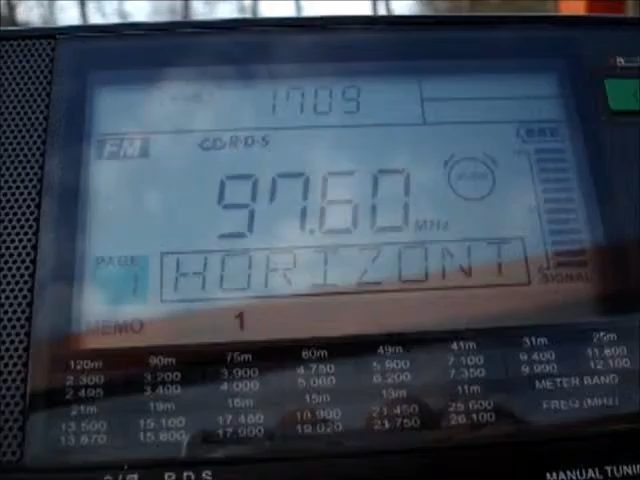 1709
FM R·D·S
97.60 MHz
PAGE 1 HORIZONT
SIGNAL
MEMO 1
120m 90m 75m 60m 49m 41m 31m 25m
2.300 3.200 3.900 4.750 5.900 7.100 9.400 11.600
2.495 3.400 4.000 5.060 6.200 7.350 9.990 12.100
21m 19m 16m 15m 13m 11m METER BAND
13.500 15.100 17.450 18.900 21.450 25.600 FREQ (MHz)
13.870 15.800 17.900 19.020 21.750 26.100
R.D.S MANUAL TUNI